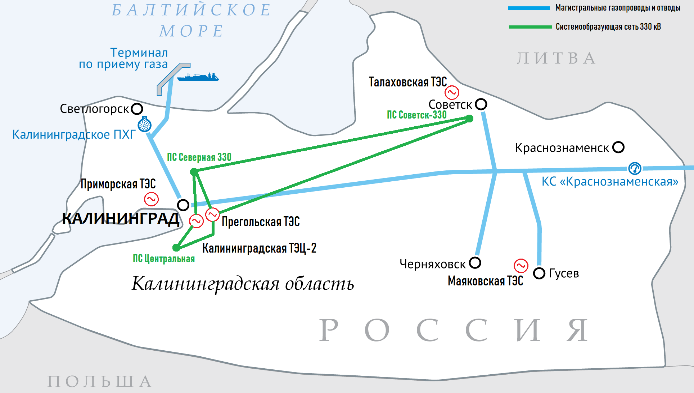 БАЛТИЙСКОЕ
МОРЕ
Магистральные газопроводы и отводы
Системообразующая сеть 330 кВ
ЛИТВА
Терминал
по приему газа
Талаховская ТЭС
Светлогорск
Советск
ПС Советск-330
Калининградское ПХГ
Краснознаменск
ПС Северная 330
КС «Краснознаменская»
Приморская ТЭС
КАЛИНИНГРАД
Прегольская ТЭС
Калининградская ТЭЦ-2
ПС Центральная
Черняховск
Гусев
Маяковская ТЭС
Калининградская область
РОССИЯ
ПОЛЬША